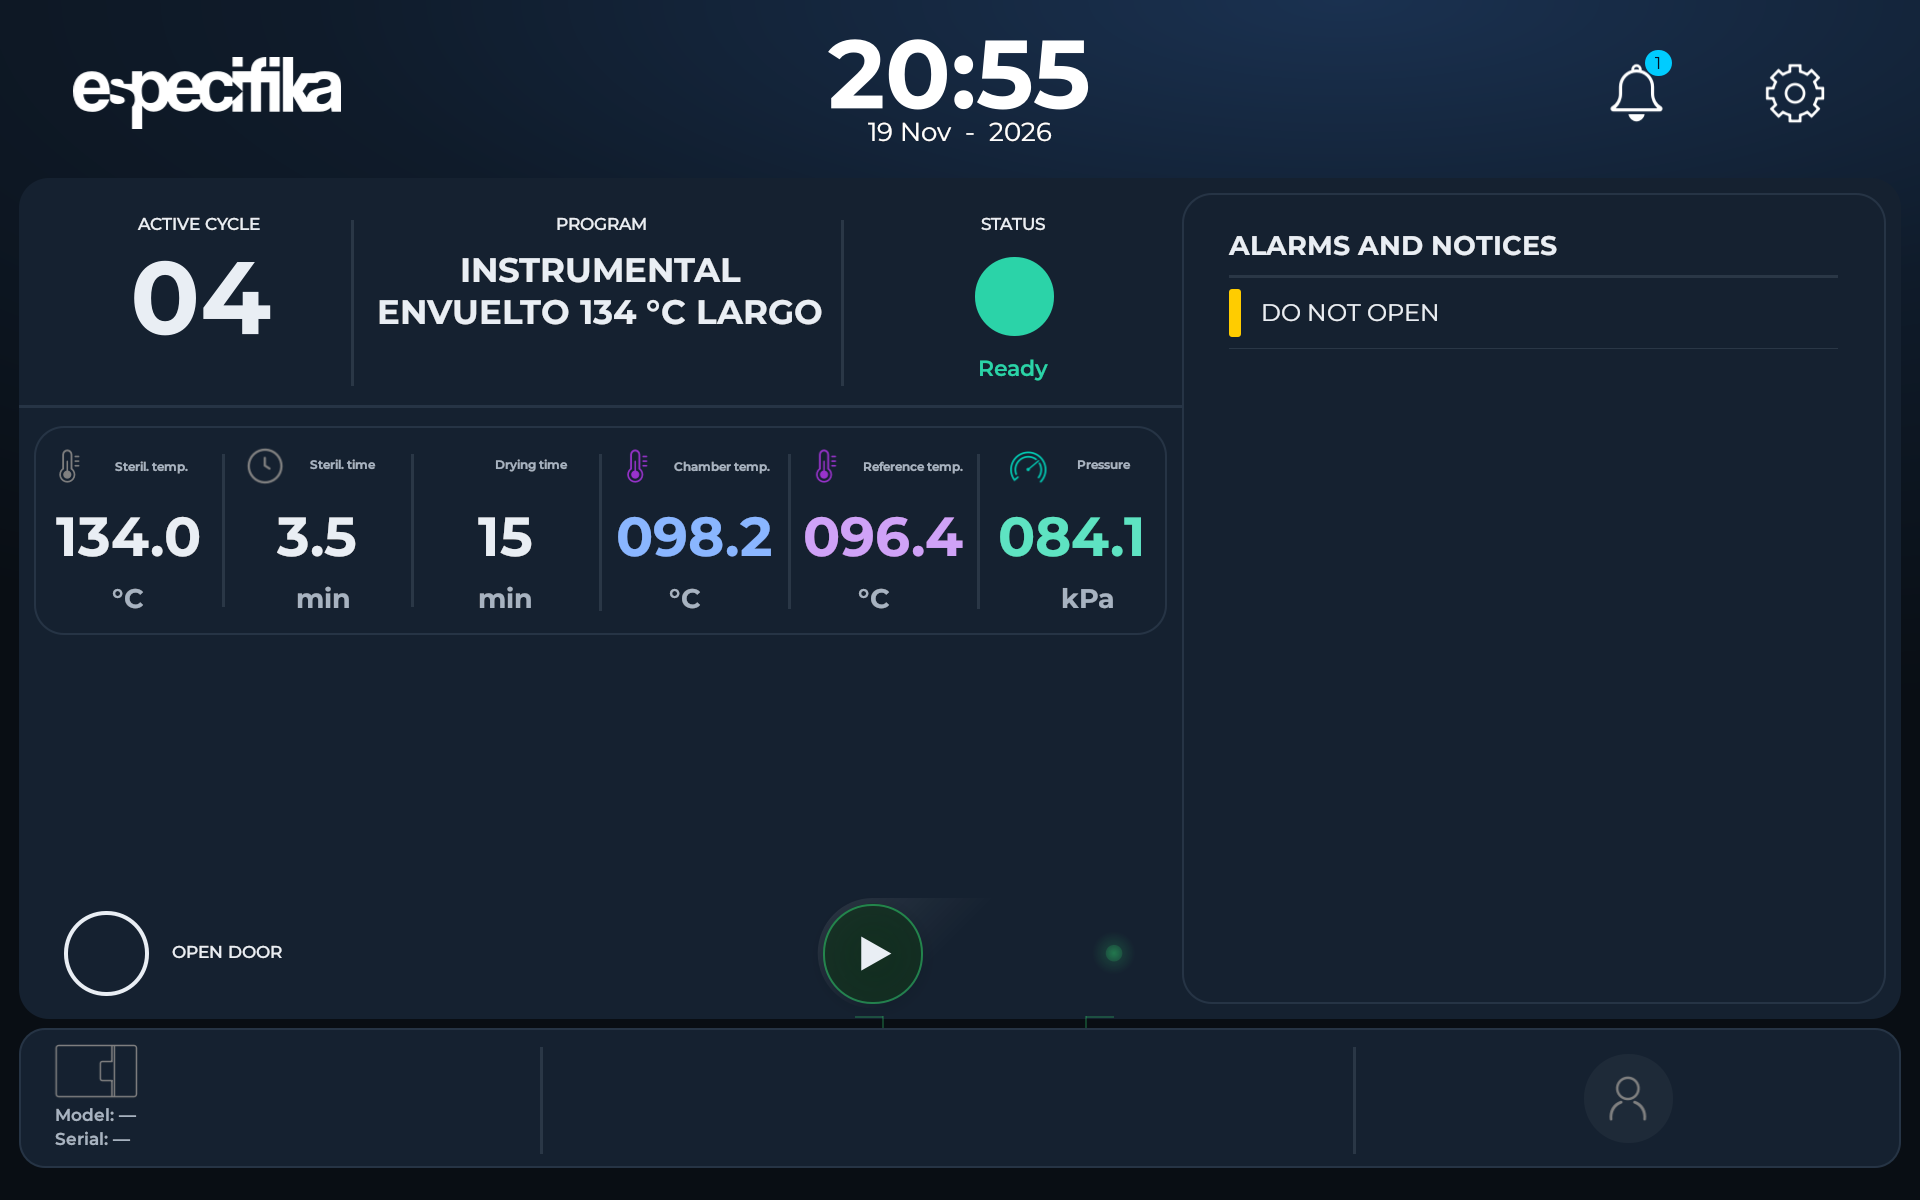 especifika
20:55
19 Nov - 2026
1
ACTIVE CYCLE
04
PROGRAM
INSTRUMENTAL
ENVUELTO 134 °C LARGO
STATUS
Ready
ALARMS AND NOTICES
DO NOT OPEN
Steril. temp.
134.0
°C
Steril. time
3.5
min
Drying time
15
min
Chamber temp.
098.2
°C
Reference temp.
096.4
°C
Pressure
084.1
kPa
OPEN DOOR
Model: —
Serial: —